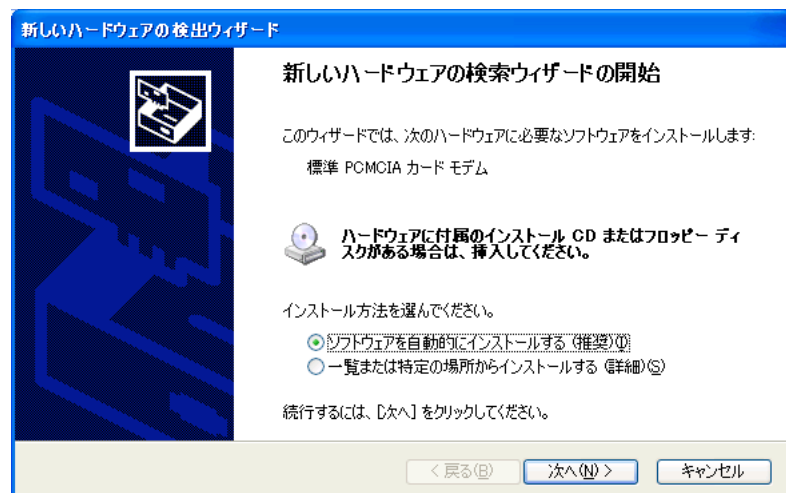 新しいハードウェアの検出ウィザード
新しいハードウェアの検索ウィザードの開始
このウィザードでは、次のハードウェアに必要なソフトウェアをインストールします:
標準 PCMCIA カード モデム
ハードウェアに付属のインストール CD またはフロッピー ディ
スクがある場合は、挿入してください。
インストール方法を選んでください。
ソフトウェアを自動的にインストールする (推奨)(I)
一覧または特定の場所からインストールする (詳細)(S)
続行するには、[次へ] をクリックしてください。
< 戻る(B) 次へ(N) > キャンセル